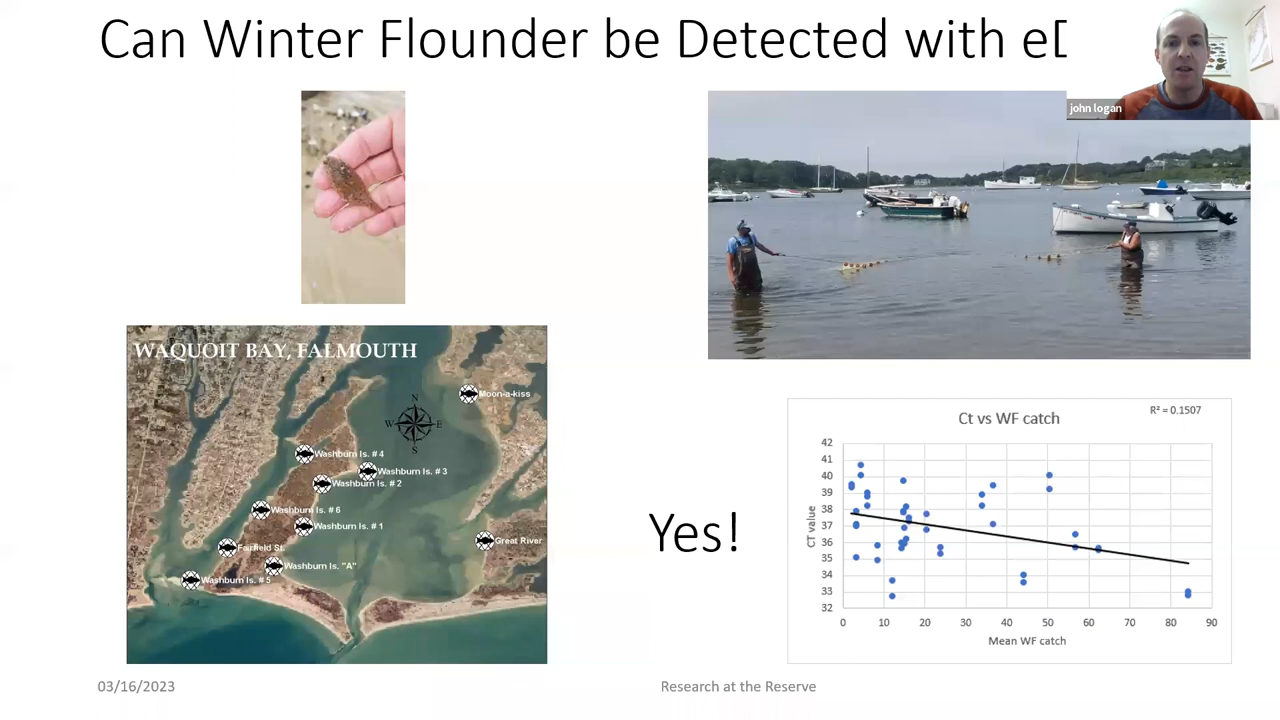 Can Winter Flounder be Detected with eD
john logan
WAQUOIT BAY, FALMOUTH
Moon-a-kiss
N
W
E
S
Washburn Is. # 4
Washburn Is. # 3
Washburn Is. # 2
Washburn Is. # 6
Washburn Is. # 1
Great River
Fairfield St.
Washburn Is. "A"
Washburn Is. # 5
Yes!
Ct vs WF catch
R² = 0.1507
CT value
42
41
40
39
38
37
36
35
34
33
32
0 10 20 30 40 50 60 70 80 90
Mean WF catch
03/16/2023
Research at the Reserve